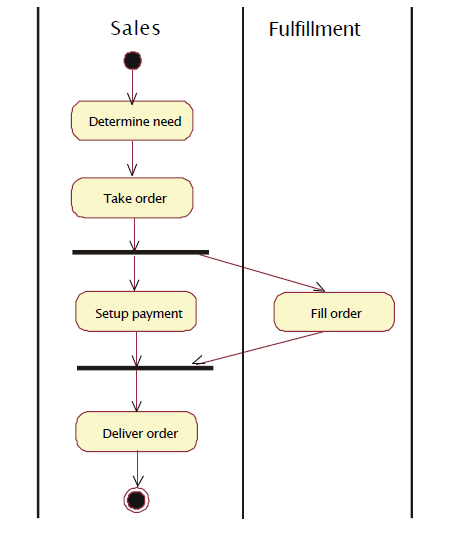 Sales
Fulfillment
Determine need
Take order
Setup payment
Fill order
Deliver order